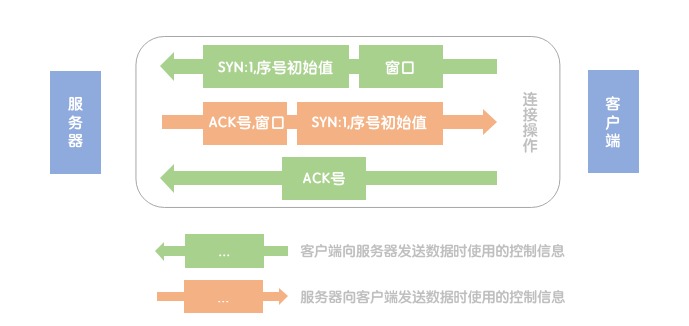 SYN:1,序号初始值
窗口
服务器
ACK号,窗口
SYN:1,序号初始值
连接操作
客户端
ACK号
...
客户端向服务器发送数据时使用的控制信息
...
服务器向客户端发送数据时使用的控制信息